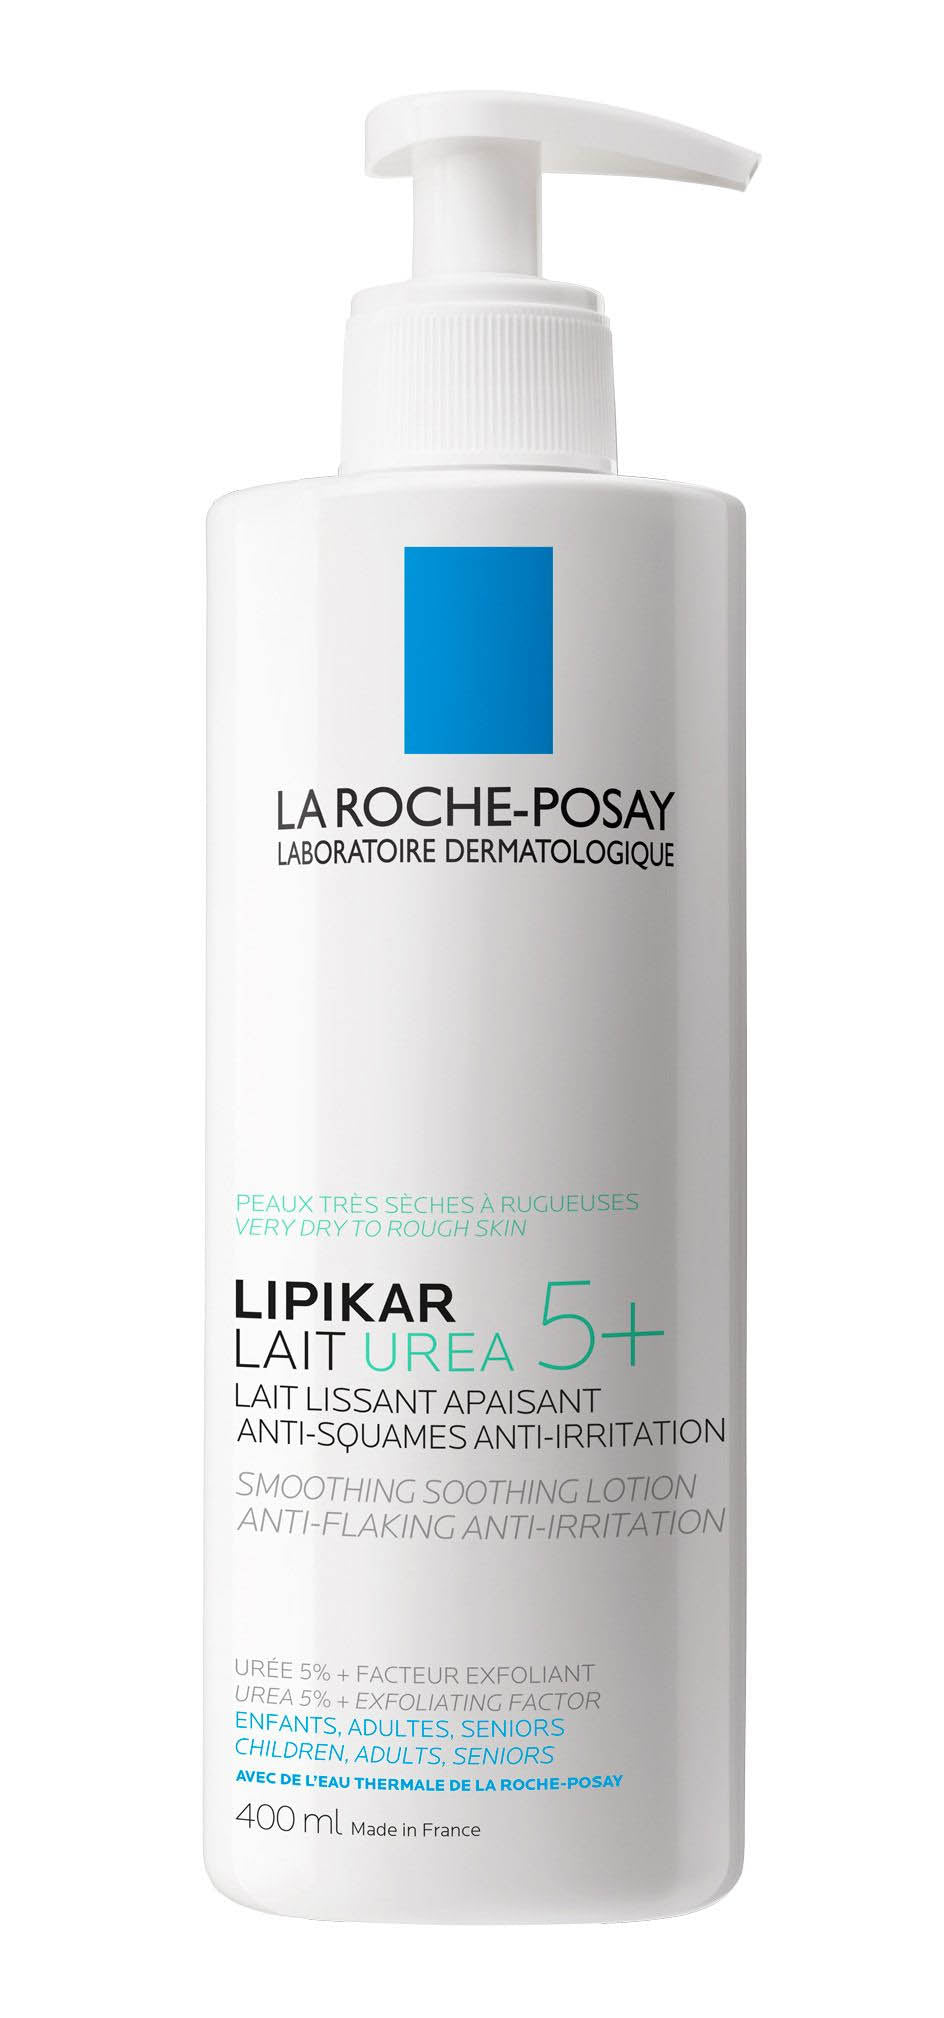 LA ROCHE-POSAY
LABORATOIRE DERMATOLOGIQUE
PEAUX TRÈS SÈCHES À RUGUEUSES
VERY DRY TO ROUGH SKIN
LIPIKAR
LAIT UREA 5+
LAIT LISSANT APAISANT
ANTI-SQUAMES ANTI-IRRITATION
SMOOTHING SOOTHING LOTION
ANTI-FLAKING ANTI-IRRITATION
URÉE 5% + FACTEUR EXFOLIANT
UREA 5% + EXFOLIATING FACTOR
ENFANTS, ADULTES, SENIORS
CHILDREN, ADULTS, SENIORS
AVEC DE L'EAU THERMALE DE LA ROCHE-POSAY
400 ml Made in France